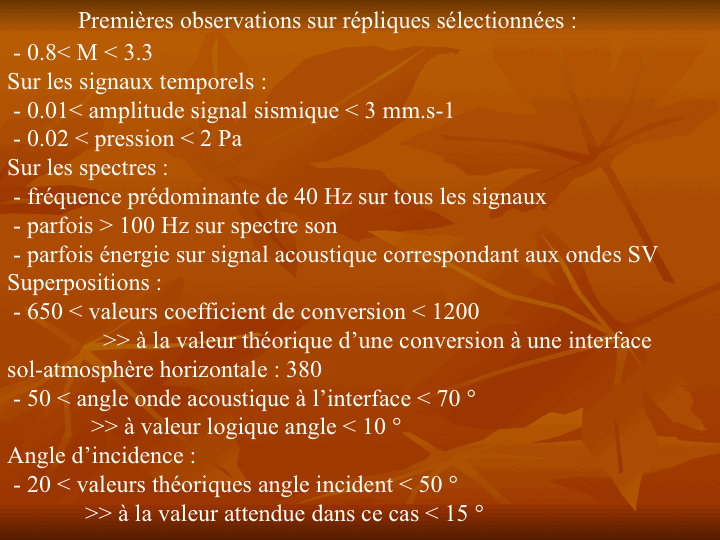 Premières observations sur répliques sélectionnées :
- 0.8< M < 3.3
Sur les signaux temporels :
- 0.01< amplitude signal sismique < 3 mm.s-1
- 0.02 < pression < 2 Pa
Sur les spectres :
- fréquence prédominante de 40 Hz sur tous les signaux
- parfois > 100 Hz sur spectre son
- parfois énergie sur signal acoustique correspondant aux ondes SV
Superpositions :
- 650 < valeurs coefficient de conversion < 1200
>> à la valeur théorique d’une conversion à une interface
sol-atmosphère horizontale : 380
- 50 < angle onde acoustique à l’interface < 70 °
>> à valeur logique angle < 10 °
Angle d’incidence :
- 20 < valeurs théoriques angle incident < 50 °
>> à la valeur attendue dans ce cas < 15 °